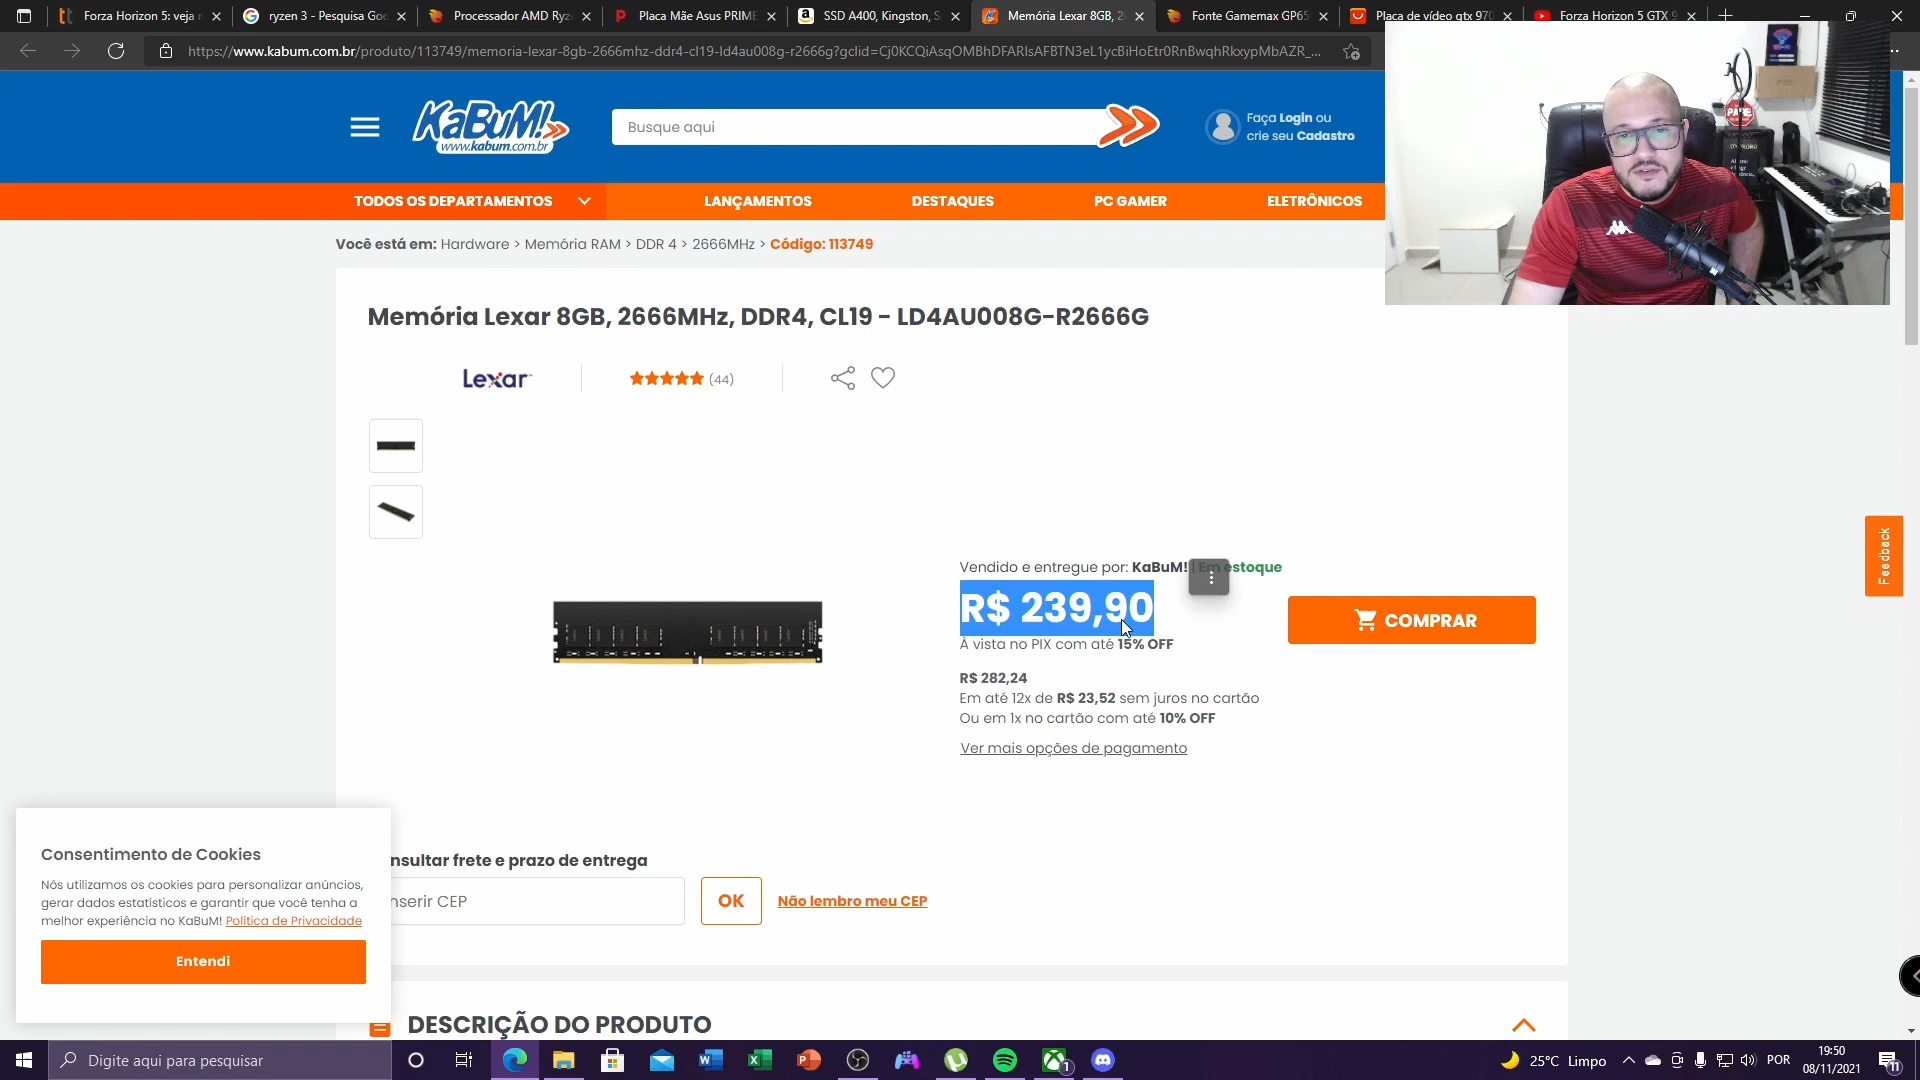 Forza Horizon 5: veja r
ryzen 3 - Pesquisa Goo
Processador AMD Ryze
Placa Mãe Asus PRIME
SSD A400, Kingston, S
Memória Lexar 8GB, 2
Fonte Gamemax GP65
Placa de vídeo gtx 970
Forza Horizon 5 GTX 9
https://www.kabum.com.br/produto/113749/memoria-lexar-8gb-2666mhz-ddr4-cl19-ld4au008g-r2666g?gclid=Cj0KCQiAsqOMBhDFARIsAFBTN3eL1ycBiHoEtr0RnBwqhRkxypMbAZR_...
KaBuM!
www.kabum.com.br
Busque aqui
Faça Login ou
crie seu Cadastro
TODOS OS DEPARTAMENTOS
LANÇAMENTOS
DESTAQUES
PC GAMER
ELETRÔNICOS
Você está em: Hardware > Memória RAM > DDR 4 > 2666MHz > Código: 113749
Memória Lexar 8GB, 2666MHz, DDR4, CL19 - LD4AU008G-R2666G
Lexar
(44)
Vendido e entregue por: KaBuM! | Em estoque
R$ 239,90
À vista no PIX com até 15% OFF
R$ 282,24
Em até 12x de R$ 23,52 sem juros no cartão
Ou em 1x no cartão com até 10% OFF
Ver mais opções de pagamento
COMPRAR
Feedback
Consentimento de Cookies
Nós utilizamos os cookies para personalizar anúncios,
gerar dados estatísticos e garantir que você tenha a
melhor experiência no KaBuM! Política de Privacidade
Entendi
nsultar frete e prazo de entrega
nserir CEP
OK
Não lembro meu CEP
DESCRIÇÃO DO PRODUTO
Digite aqui para pesquisar
1
25°C Limpo
POR
19:50
08/11/2021
11